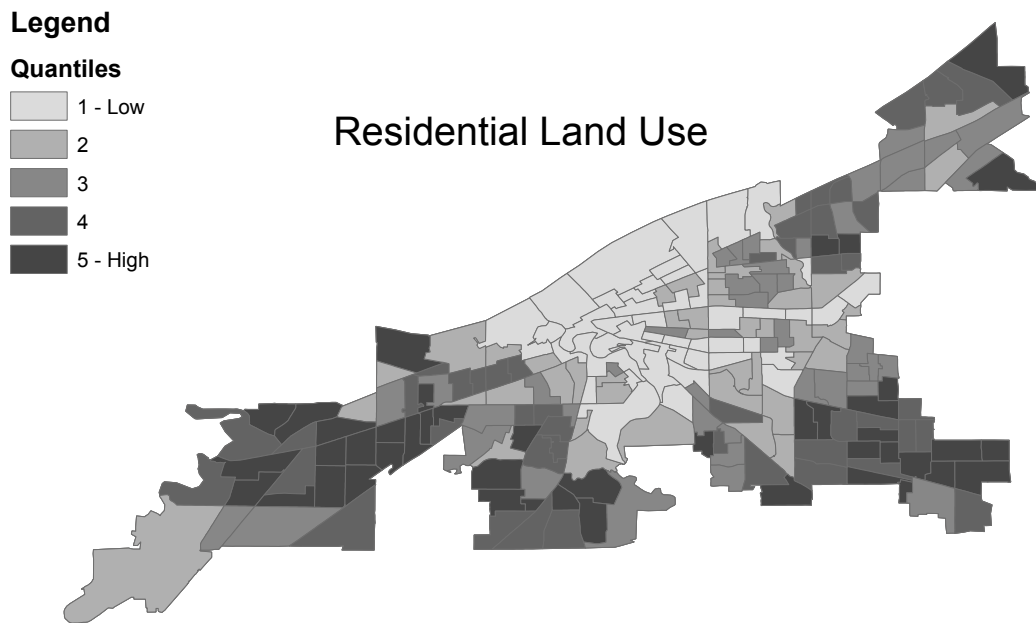 Legend
Quantiles
1 - Low
2
3
4
5 - High
Residential Land Use